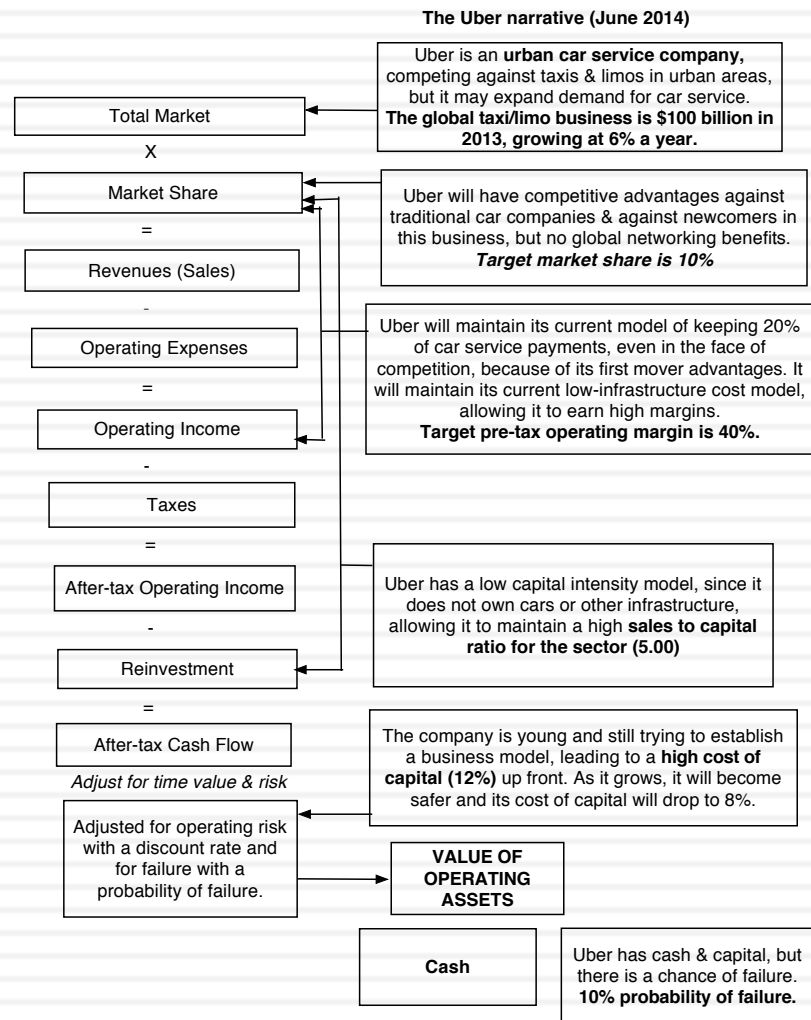 The Uber narrative (June 2014)
Uber is an urban car service company,
competing against taxis & limos in urban areas,
but it may expand demand for car service.
The global taxi/limo business is $100 billion in
2013, growing at 6% a year.
Total Market
X
Market Share
Uber will have competitive advantages against
traditional car companies & against newcomers in
this business, but no global networking benefits.
Target market share is 10%
=
Revenues (Sales)
-
Operating Expenses
Uber will maintain its current model of keeping 20%
of car service payments, even in the face of
competition, because of its first mover advantages. It
will maintain its current low-infrastructure cost model,
allowing it to earn high margins.
Target pre-tax operating margin is 40%.
=
Operating Income
-
Taxes
=
After-tax Operating Income
Uber has a low capital intensity model, since it
does not own cars or other infrastructure,
allowing it to maintain a high sales to capital
ratio for the sector (5.00)
-
Reinvestment
=
After-tax Cash Flow
The company is young and still trying to establish
a business model, leading to a high cost of
capital (12%) up front. As it grows, it will become
safer and its cost of capital will drop to 8%.
Adjust for time value & risk
Adjusted for operating risk
with a discount rate and
for failure with a
probability of failure.
VALUE OF
OPERATING
ASSETS
Cash
Uber has cash & capital, but
there is a chance of failure.
10% probability of failure.